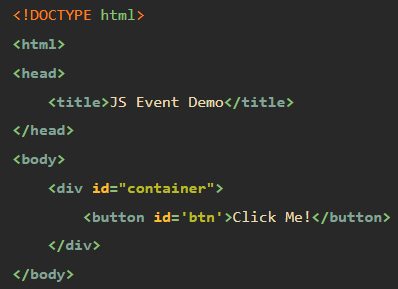 <!DOCTYPE html>
<html>
<head>
    <title>JS Event Demo</title>
</head>
<body>
    <div id="container">
        <button id='btn'>Click Me!</button>
    </div>
</body>